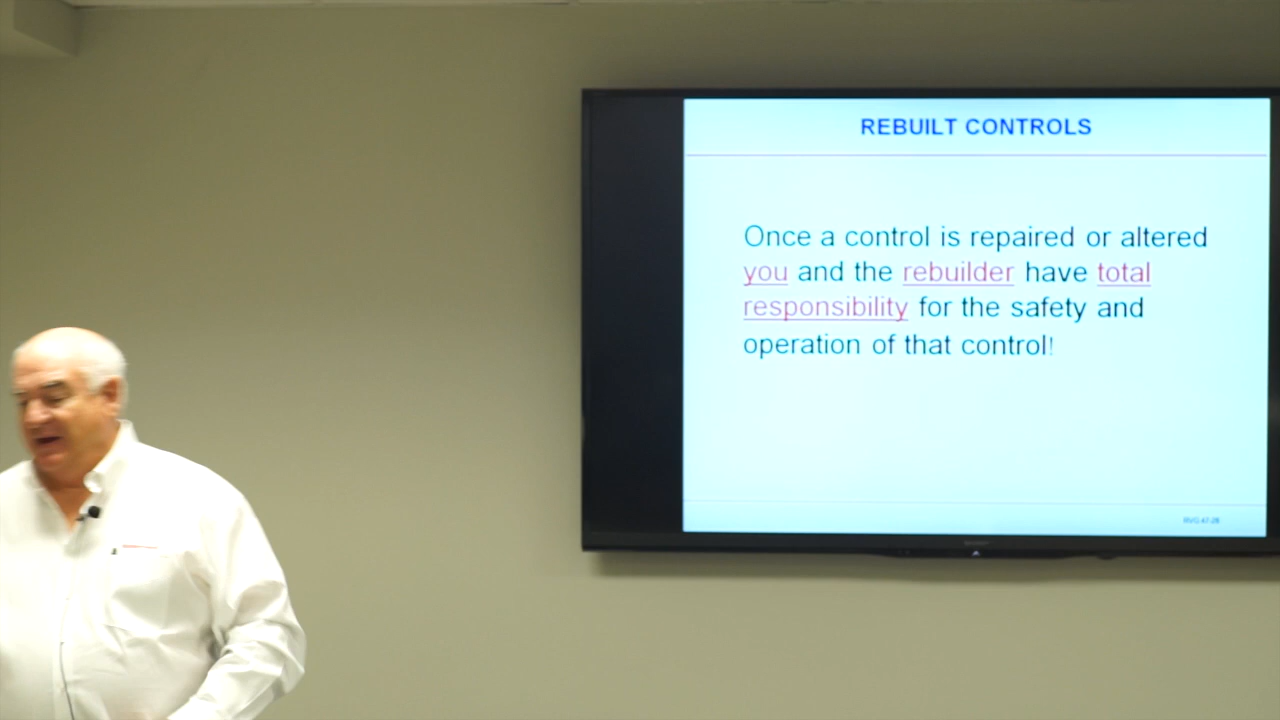 REBUILT CONTROLS
Once a control is repaired or altered
you and the rebuilder have total
responsibility for the safety and
operation of that control!